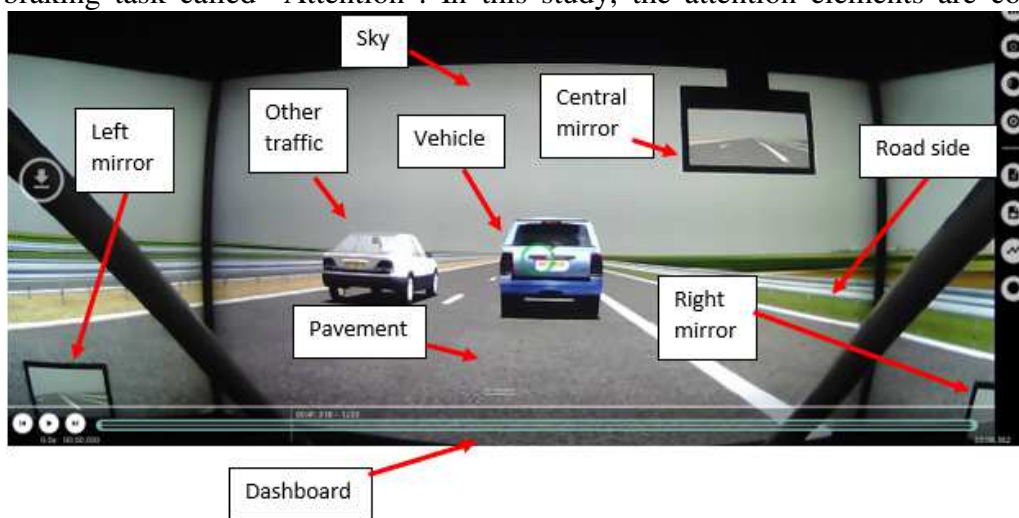 braking task called "Attention". In this study, the attention elements are co
Sky
Central
mirror
Other
traffic
Vehicle
Left
mirror
Road side
Right
mirror
Pavement
Dashboard